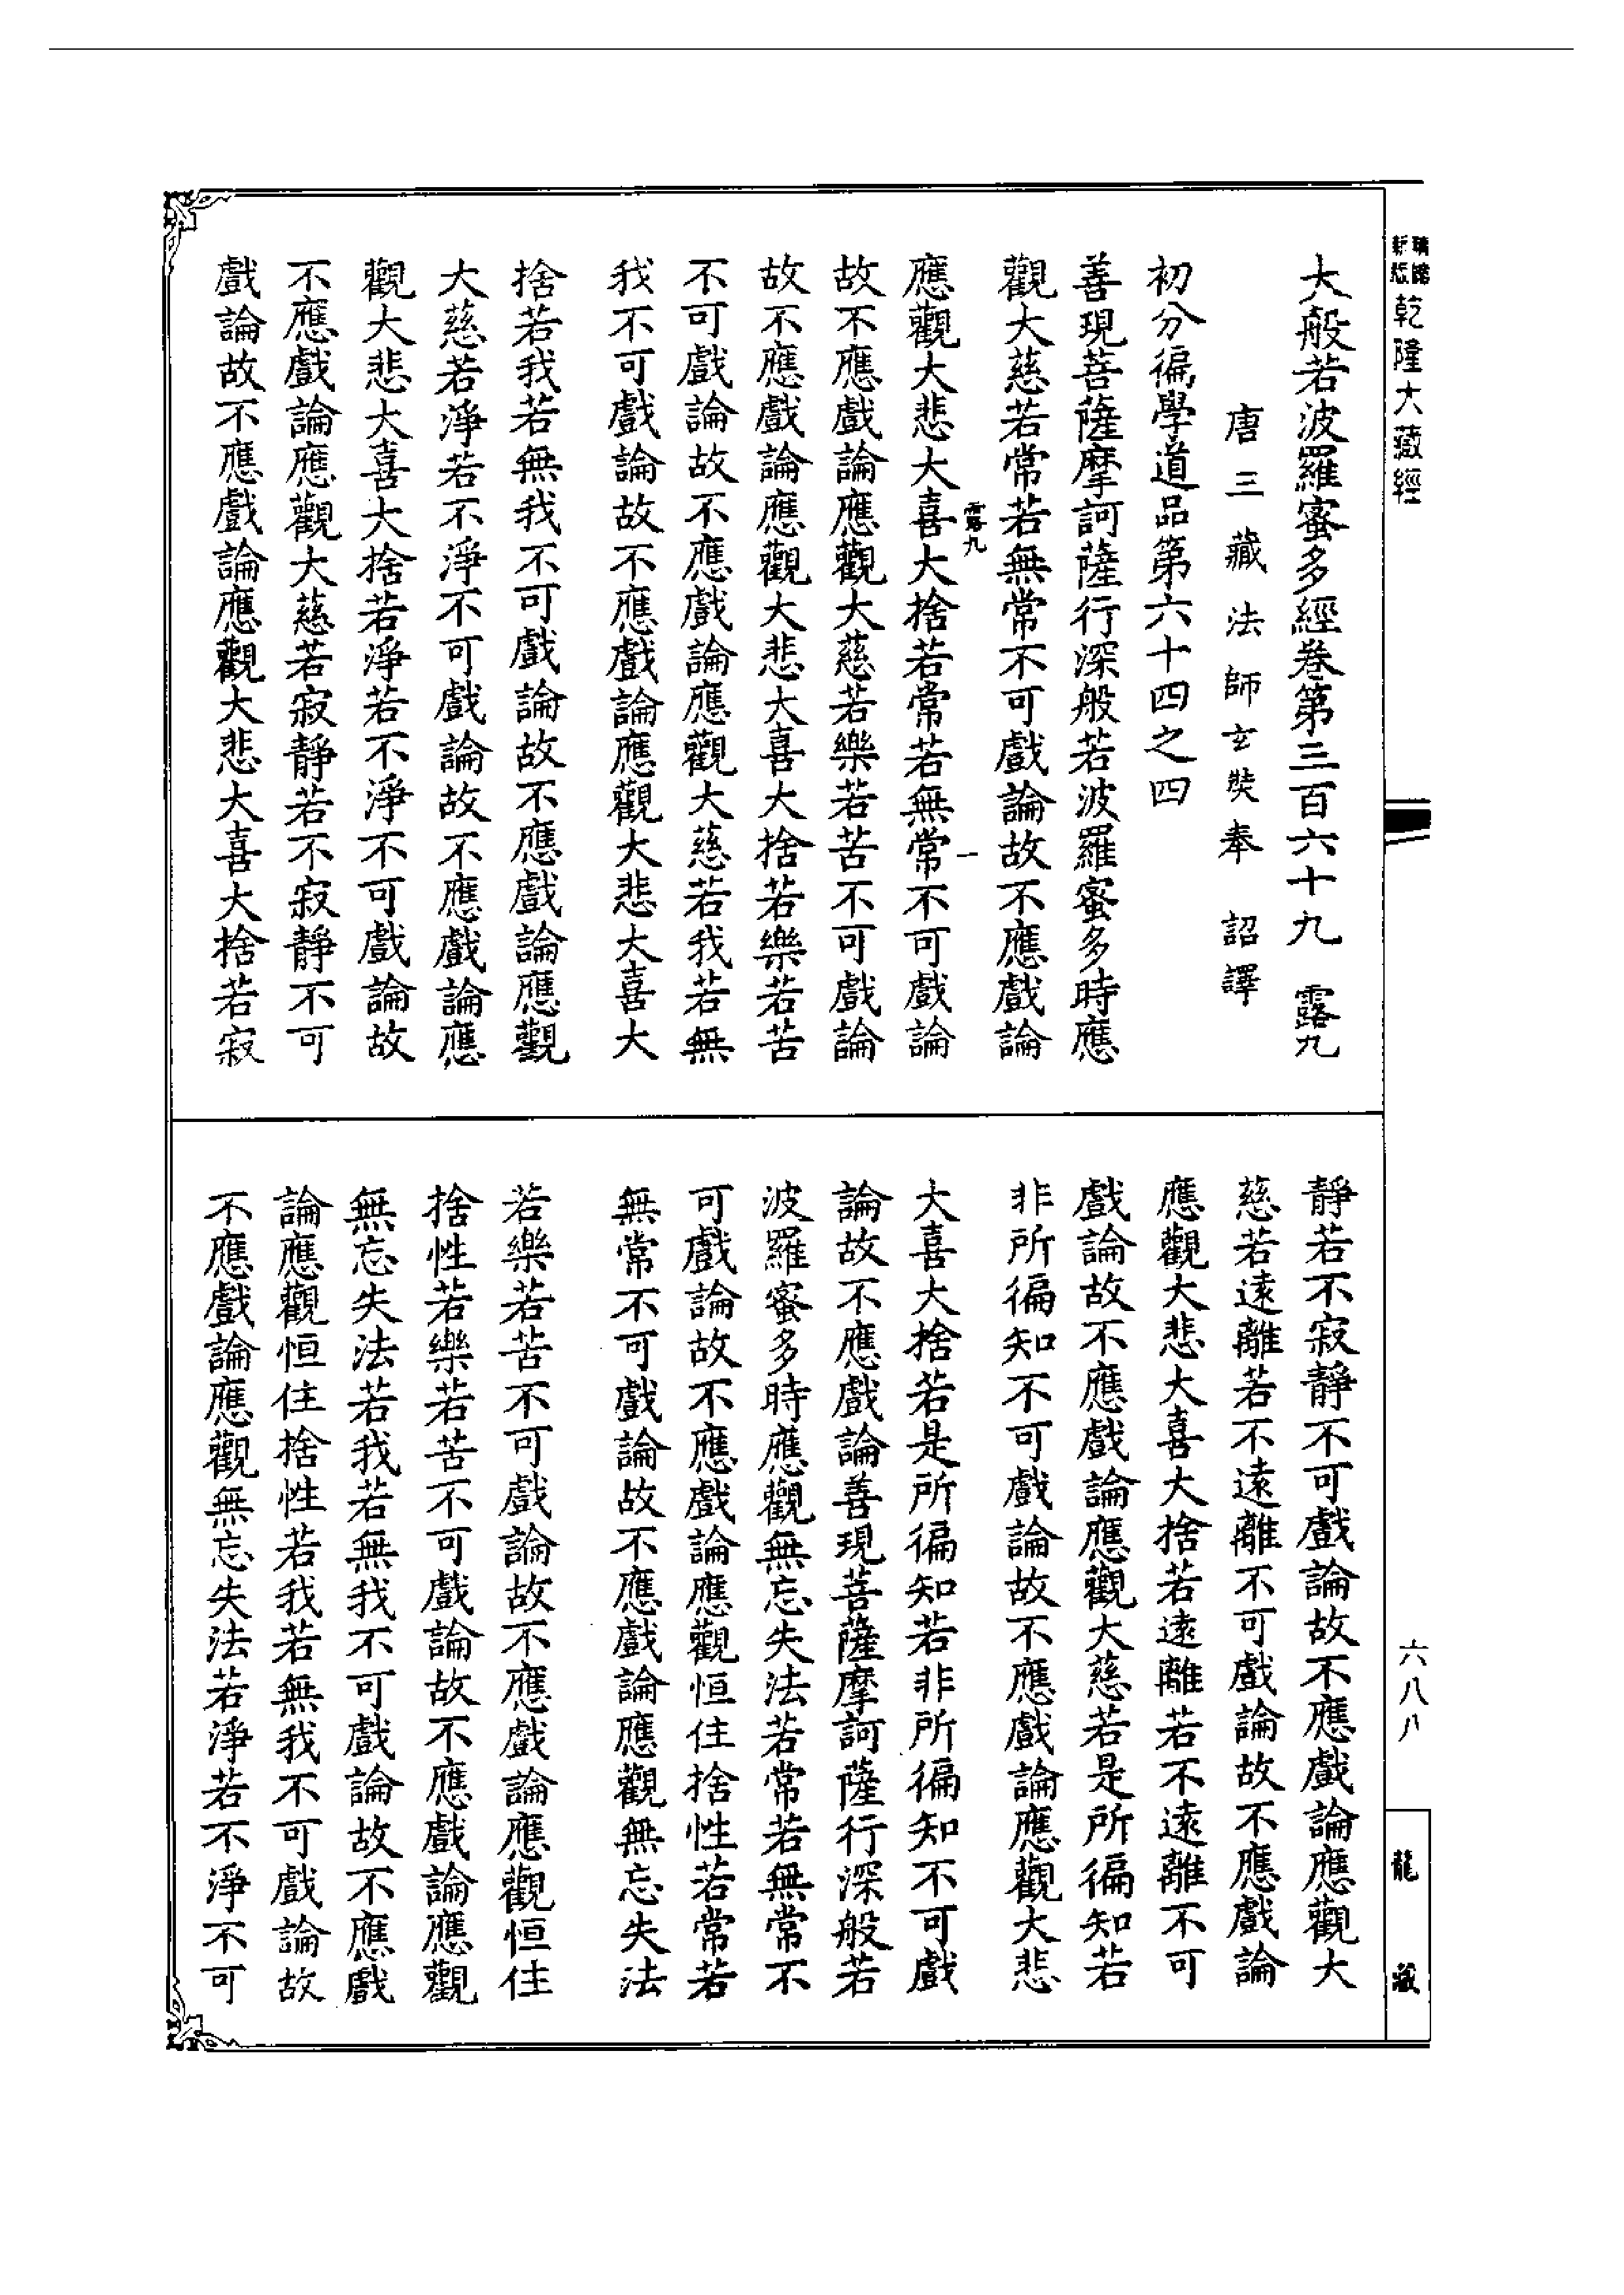 乾隆大藏經
大般若波羅蜜多經卷第三百六十九 露九
唐三藏法師玄奘奉 詔譯
初分徧學道品第六十四之四
善現菩薩摩訶薩行深般若波羅蜜多時應
觀大慈若常若無常不可戲論故不應戲論
露九 一
應觀大悲大喜大捨若常若無常不可戲論
故不應戲論應觀大慈若樂若苦不可戲論
故不應戲論應觀大悲大喜大捨若樂若苦
不可戲論故不應戲論應觀大慈若我若無
我不可戲論故不應戲論應觀大悲大喜大
捨若我若無我不可戲論故不應戲論應觀
大慈若淨若不淨不可戲論故不應戲論應
觀大悲大喜大捨若淨若不淨不可戲論故
不應戲論應觀大慈若寂靜若不寂靜不可
戲論故不應戲論應觀大悲大喜大捨若寂
靜若不寂靜不可戲論故不應戲論應觀大
慈若遠離若不遠離不可戲論故不應戲論
應觀大悲大喜大捨若遠離若不遠離不可
戲論故不應戲論應觀大慈若是所徧知若
非所徧知不可戲論故不應戲論應觀大悲
大喜大捨若是所徧知若非所徧知不可戲
論故不應戲論善現菩薩摩訶薩行深般若
波羅蜜多時應觀無忘失法若常若無常不
可戲論故不應戲論應觀恒住捨性若常若
無常不可戲論故不應戲論應觀無忘失法
若樂若苦不可戲論故不應戲論應觀恒住
捨性若樂若苦不可戲論故不應戲論應觀
無忘失法若我若無我不可戲論故不應戲
論應觀恒住捨性若我若無我不可戲論故
不應戲論應觀無忘失法若淨若不淨不可
六八八
龍藏